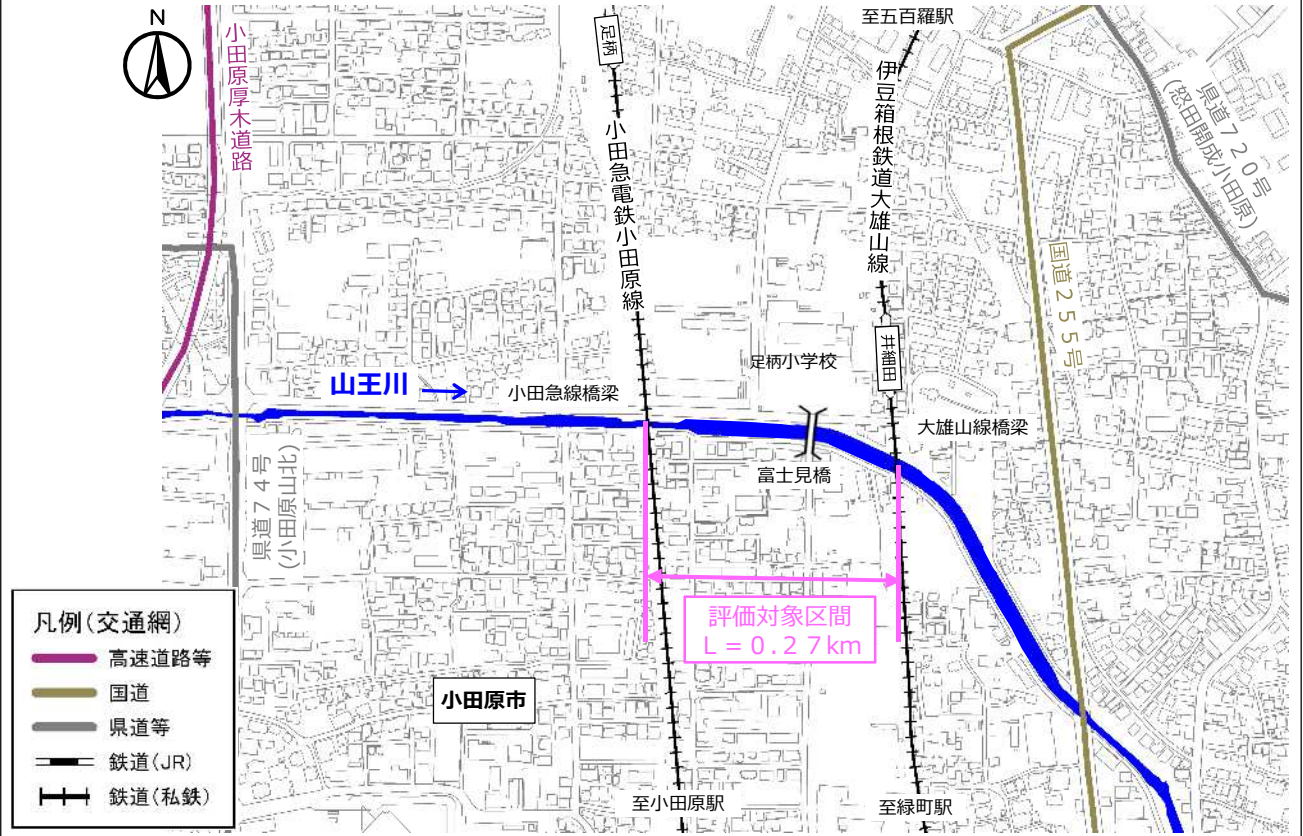 N
小田原厚木道路
足柄
小田急電鉄小田原線
至五百羅駅
伊豆箱根鉄道大雄山線
県道720号
(怒田開成小田原)
国道255号
井細田
足柄小学校
山王川
小田急線橋梁
大雄山線橋梁
富士見橋
県道74号
(小田原山北)
評価対象区間
L=0.27km
小田原市
至小田原駅
至緑町駅
凡例(交通網)
高速道路等
国道
県道等
鉄道(JR)
鉄道(私鉄)